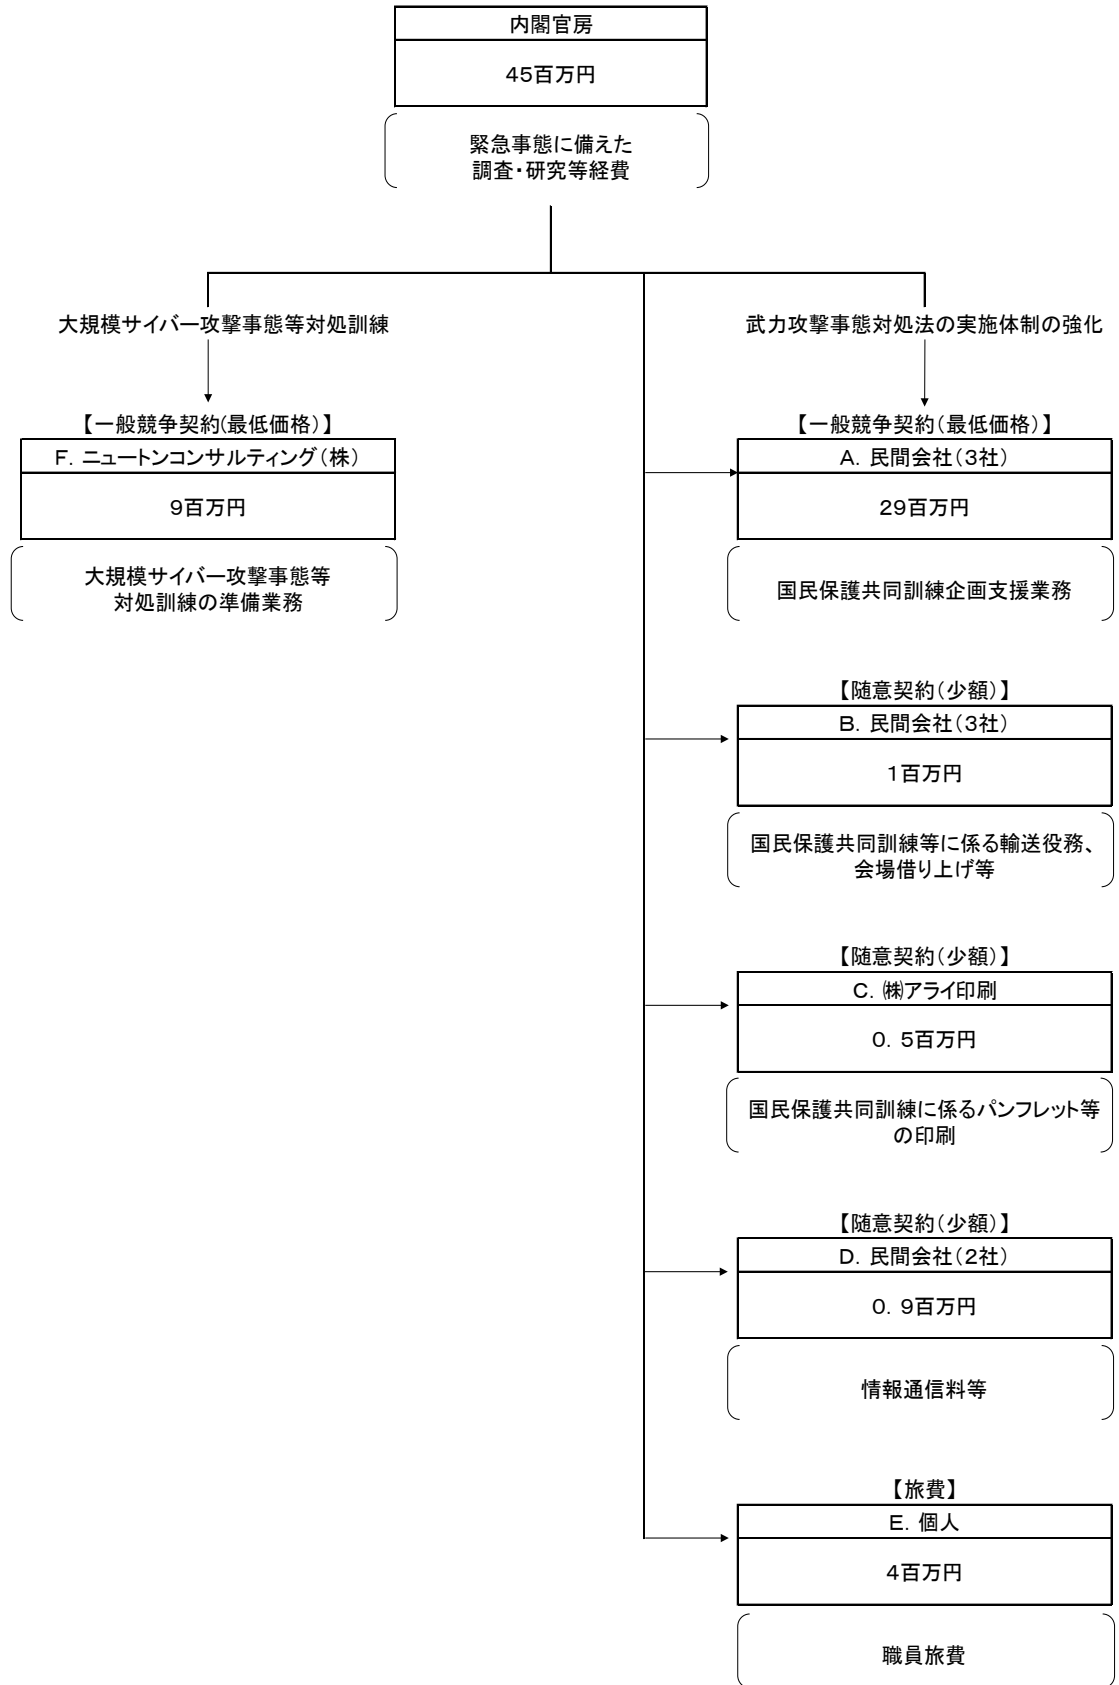 内閣官房
45百万円
緊急事態に備えた
調査・研究等経費
大規模サイバー攻撃事態等対処訓練
武力攻撃事態対処法の実施体制の強化
【一般競争契約(最低価格)】
F. ニュートンコンサルティング(株)
9百万円
大規模サイバー攻撃事態等
対処訓練の準備業務
【一般競争契約(最低価格)】
A. 民間会社(3社)
29百万円
国民保護共同訓練企画支援業務
【随意契約(少額)】
B. 民間会社(3社)
1百万円
国民保護共同訓練等に係る輸送役務、
会場借り上げ等
【随意契約(少額)】
C. ㈱アライ印刷
0.5百万円
国民保護共同訓練に係るパンフレット等
の印刷
【随意契約(少額)】
D. 民間会社(2社)
0.9百万円
情報通信料等
【旅費】
E. 個人
4百万円
職員旅費